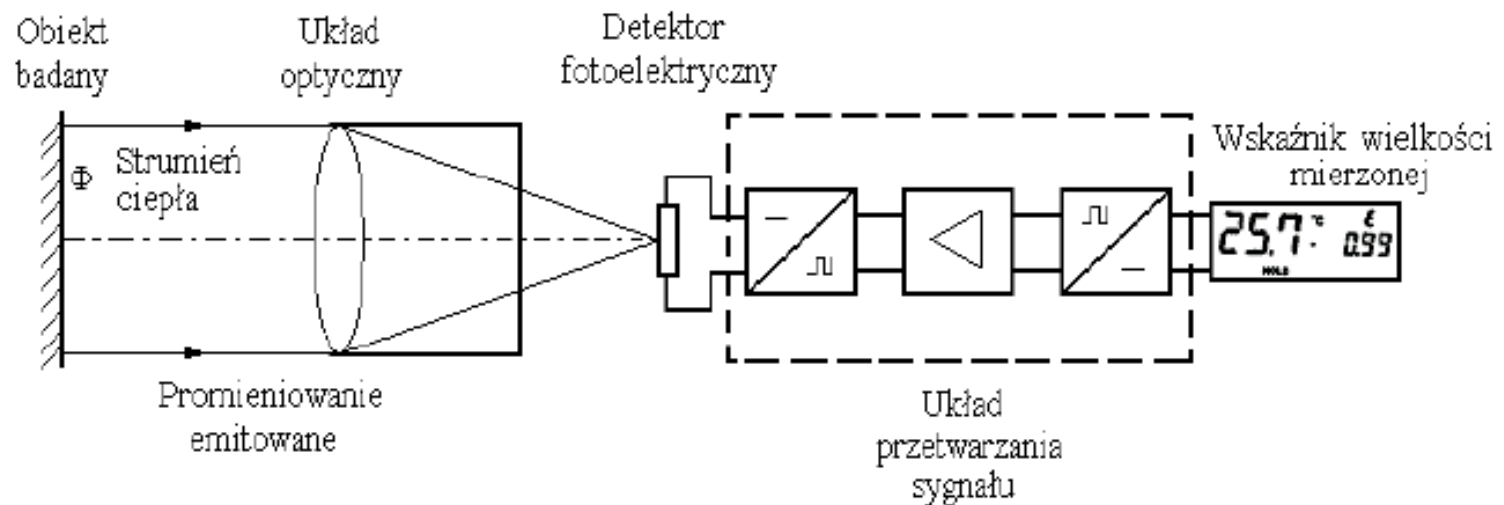 Obiekt
badany
Układ
optyczny
Detektor
fotoelektryczny
Φ
Strumień
ciepła
Promieniowanie
emitowane
Układ
przetwarzania
sygnału
Wskaźnik wielkości
mierzonej
25.7 °C ε
0.99
HOLD